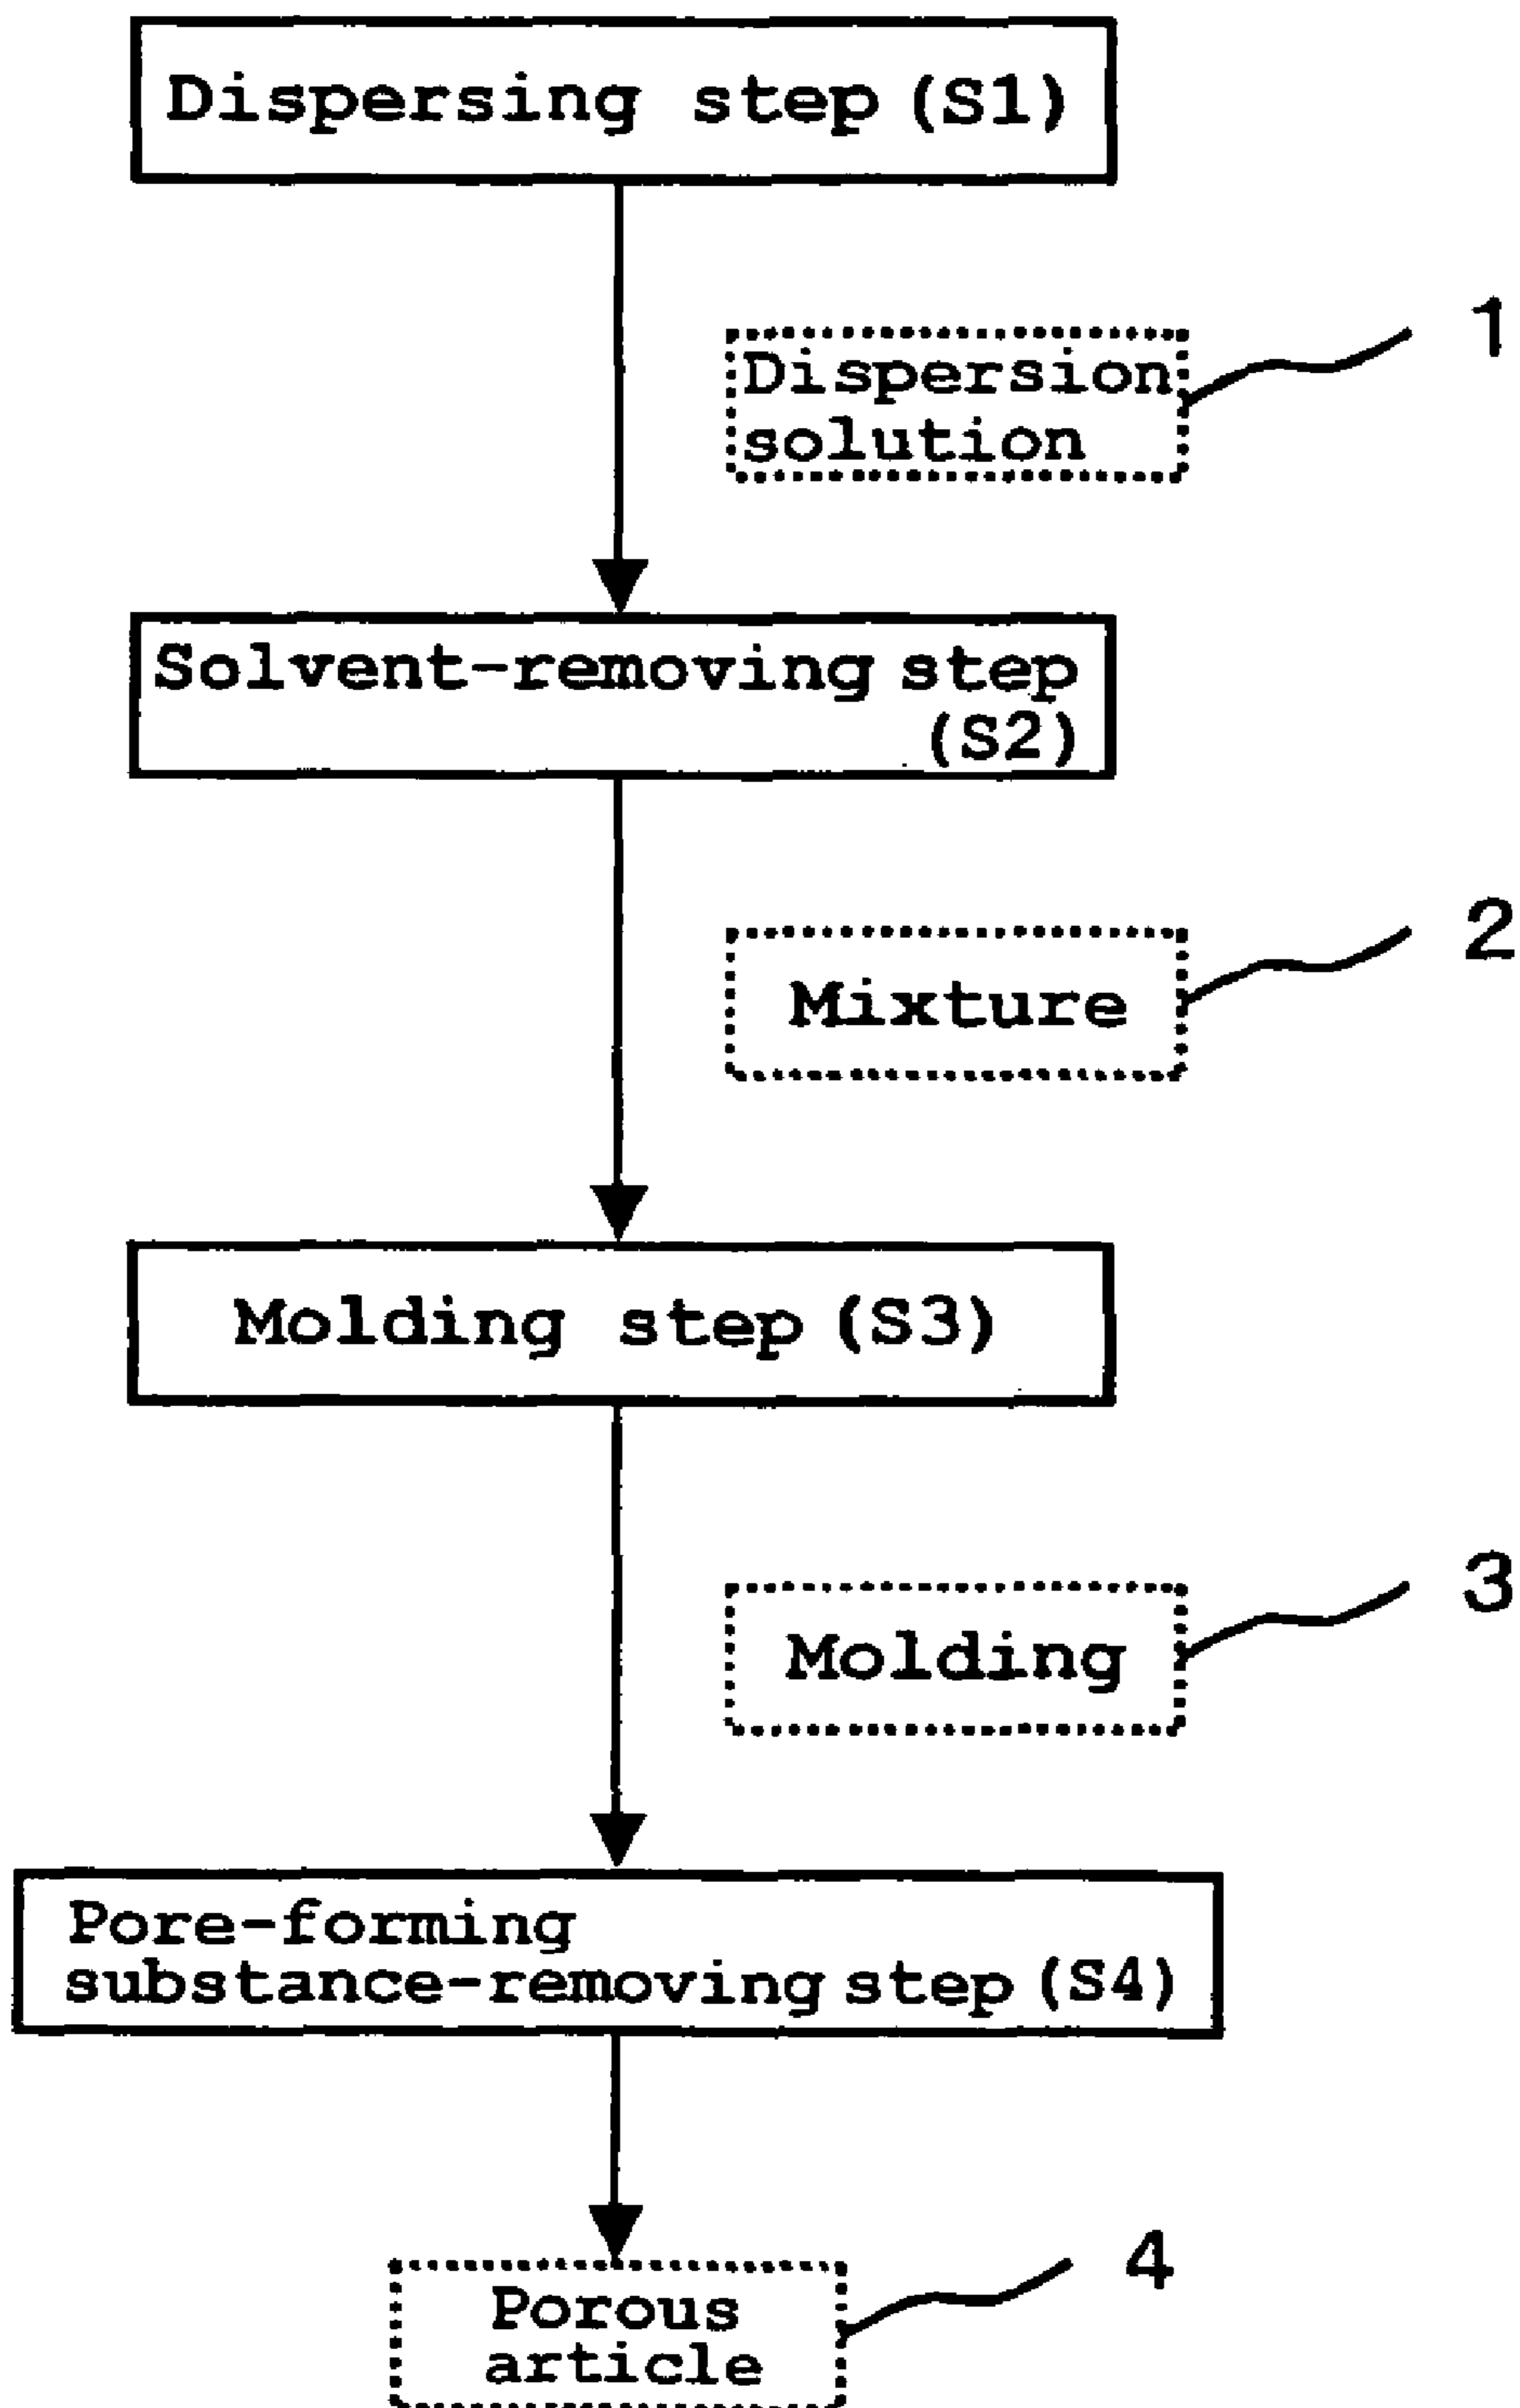 Dispersing step (S1)
1
Dispersion
solution
Solvent-removing step
(S2)
2
Mixture
Molding step (S3)
3
Molding
Pore-forming
substance-removing step (S4)
4
Porous
article